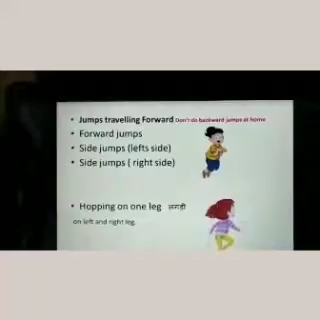 • Jumps travelling Forward Don't do backward jumps at home
• Forward jumps
• Side jumps (lefts side)
• Side jumps ( right side)
• Hopping on one leg लगडी
on left and right leg.